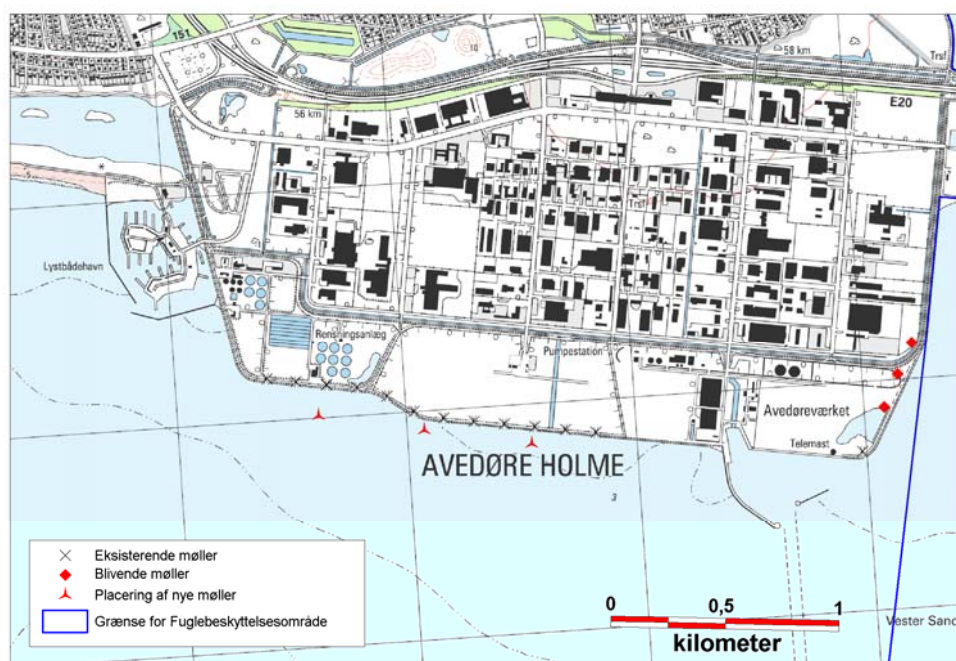 151
10
58 km
Trsf
E20
56 km
5
Trsf
Lystbådehavn
Rensningsanlæg
Pumpestation
Avedøreværket
Telemast
AVEDØRE HOLME
3
Eksisterende møller
Blivende møller
Placering af nye møller
Grænse for Fuglebeskyttelsesområde
0 0,5 1
kilometer
Vester Sand